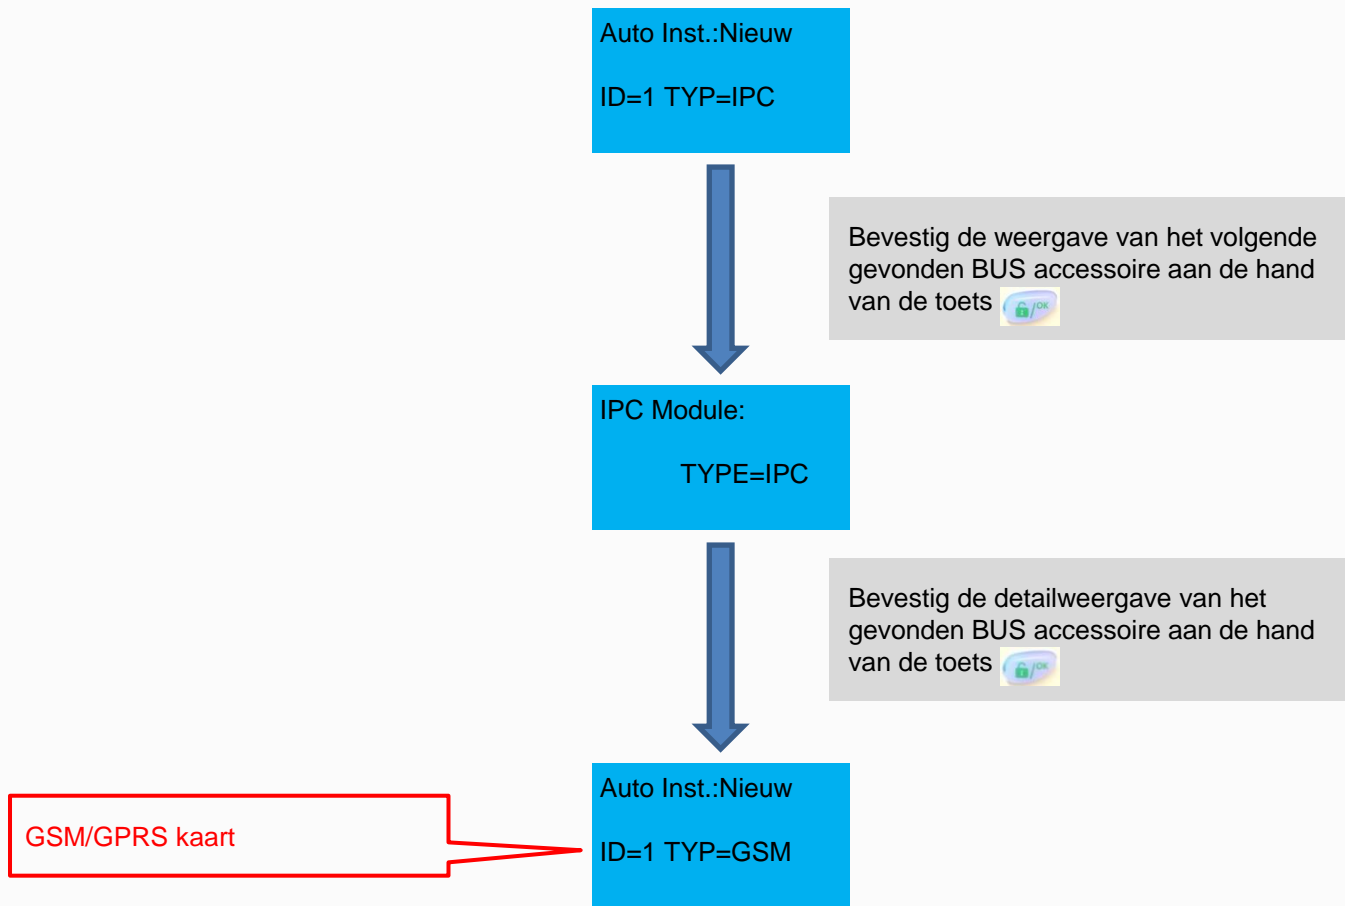 Auto Inst.:Nieuw
ID=1 TYP=IPC
Bevestig de weergave van het volgende
gevonden BUS accessoire aan de hand
van de toets /OK
IPC Module:
TYPE=IPC
Bevestig de detailweergave van het
gevonden BUS accessoire aan de hand
van de toets /OK
Auto Inst.:Nieuw
GSM/GPRS kaart
ID=1 TYP=GSM